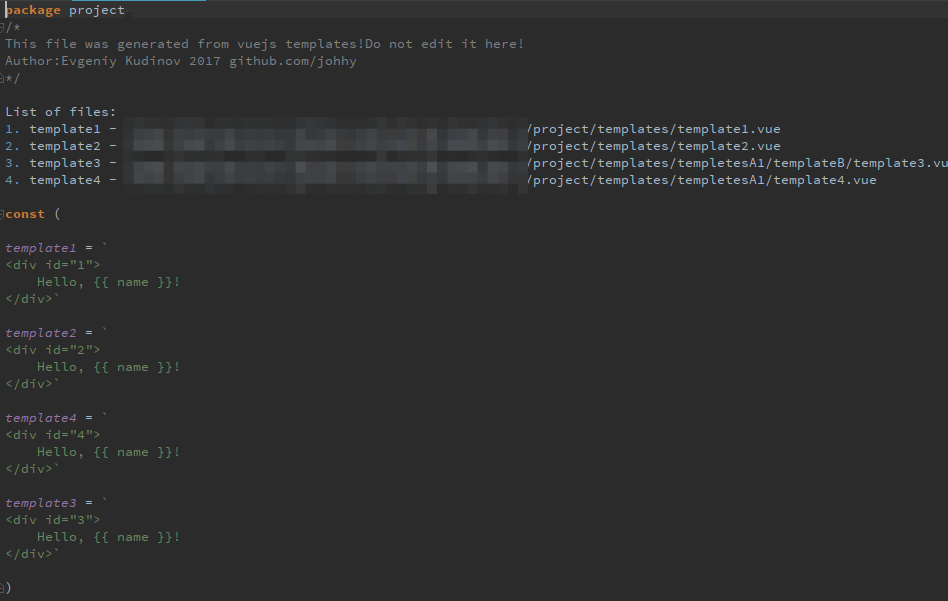 package project
/*
This file was generated from vuejs templates!Do not edit it here!
Author:Evgeniy Kudinov 2017 github.com/johhy
*/
List of files:
1. template1 - /project/templates/template1.vue
2. template2 - /project/templates/template2.vue
3. template3 - /project/templates/templetesA1/templateB/template3.vu
4. template4 - /project/templates/templetesA1/template4.vue
const (
template1 = `
<div id="1">
    Hello, {{ name }}!
</div>`
template2 = `
<div id="2">
    Hello, {{ name }}!
</div>`
template4 = `
<div id="4">
    Hello, {{ name }}!
</div>`
template3 = `
<div id="3">
    Hello, {{ name }}!
</div>`
)